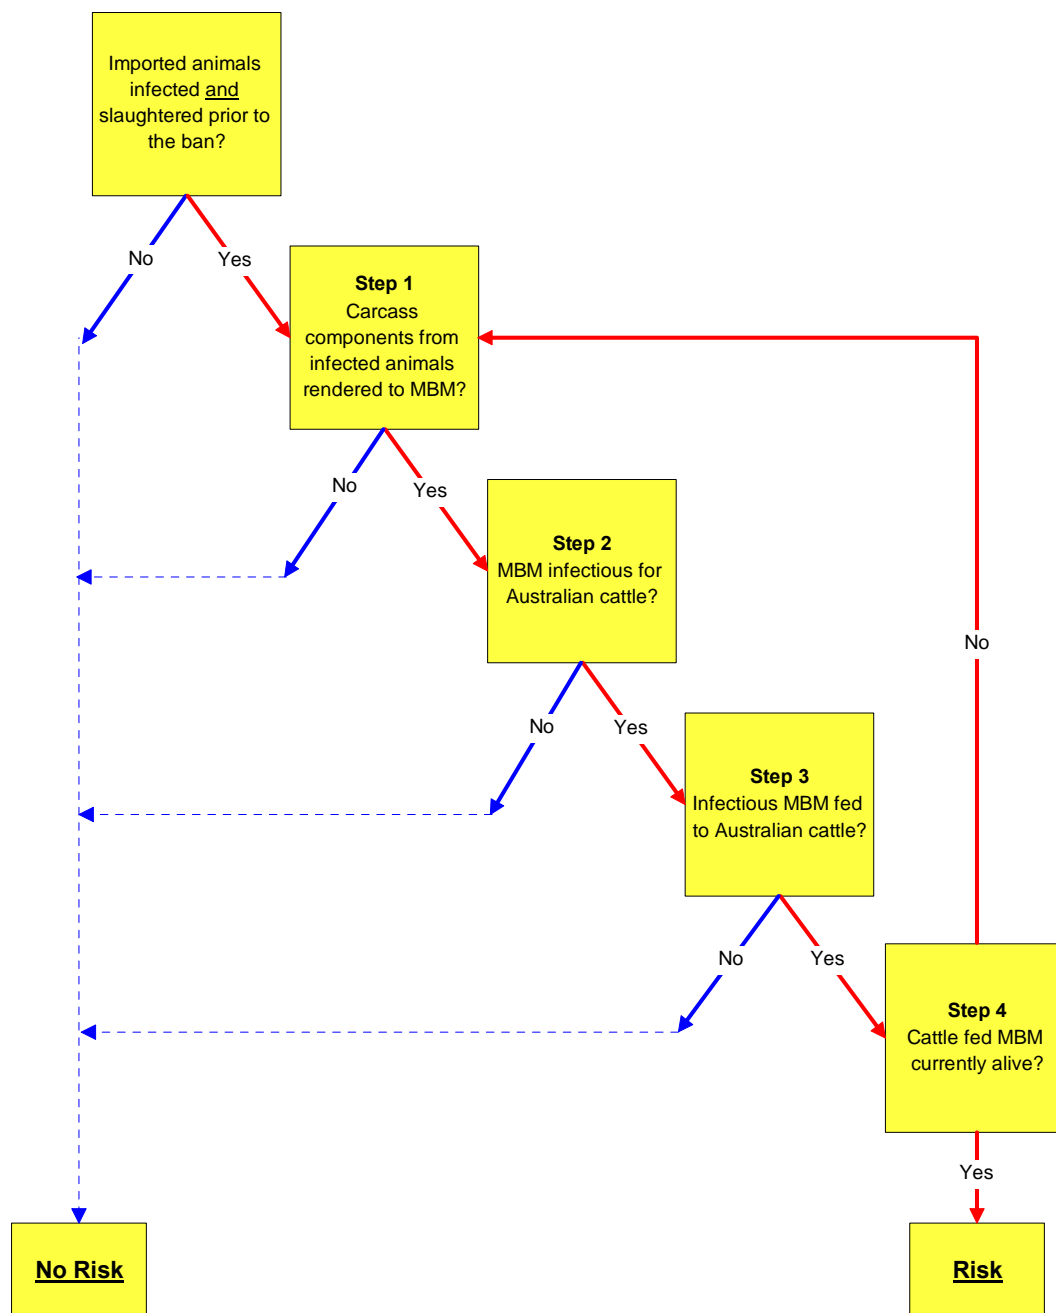 Imported animals
infected and
slaughtered prior to
the ban?
No
Yes
Step 1
Carcass
components from
infected animals
rendered to MBM?
No
Yes
Step 2
MBM infectious for
Australian cattle?
No
No
Yes
Step 3
Infectious MBM fed
to Australian cattle?
No
Yes
Step 4
Cattle fed MBM
currently alive?
Yes
No Risk
Risk